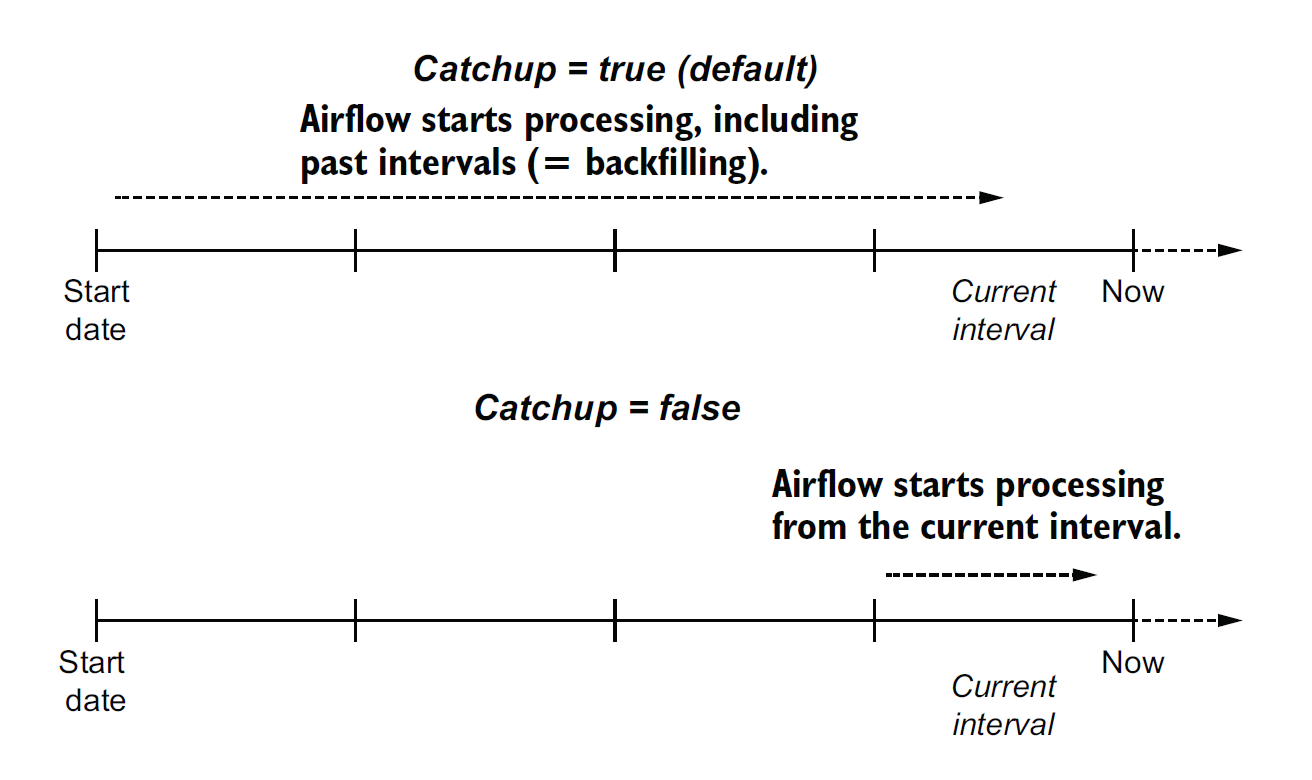 Catchup = true (default)
Airflow starts processing, including
past intervals (= backfilling).
Start
date
Current
interval
Now
Catchup = false
Airflow starts processing
from the current interval.
Start
date
Current
interval
Now